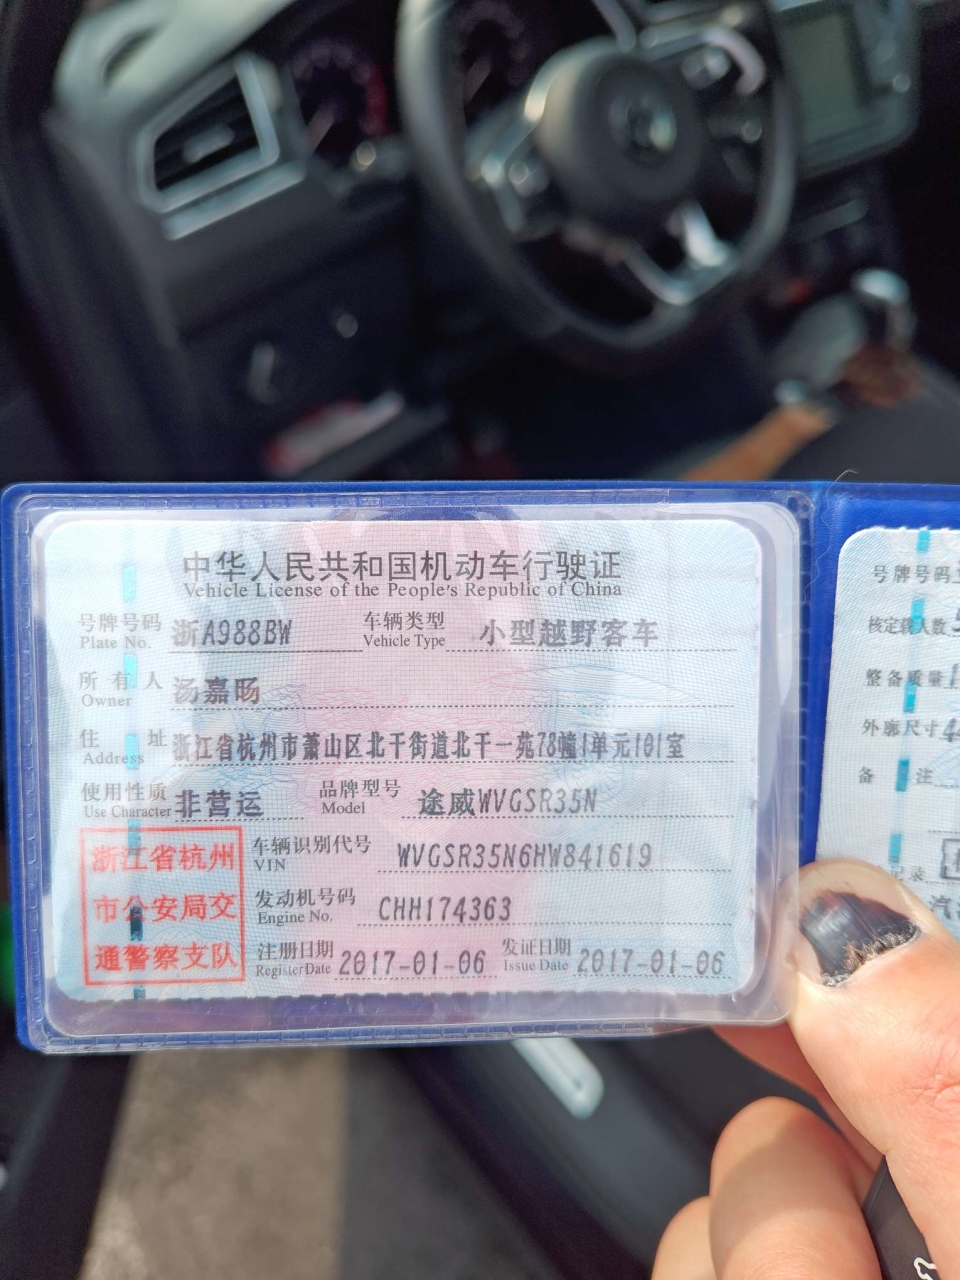 中华人民共和国机动车行驶证
Vehicle License of the People's Republic of China
号牌号码 浙A988BW 车辆类型 小型越野客车
Plate No. Vehicle Type
所有人 汤嘉旸
Owner
住址 浙江省杭州市萧山区北干街道北干一苑78幢1单元101室
Address
使用性质 非营运 品牌型号 途威WVGSR35N
Use Character Model
浙江省杭州
市公安局交
通警察支队
车辆识别代号 WVGSR35N6HW841619
VIN
发动机号码 CHH174363
Engine No.
注册日期 2017-01-06 发证日期 2017-01-06
Register Date Issue Date
号牌号码
核定载人数
整备质量
外廓尺寸
备注
记录